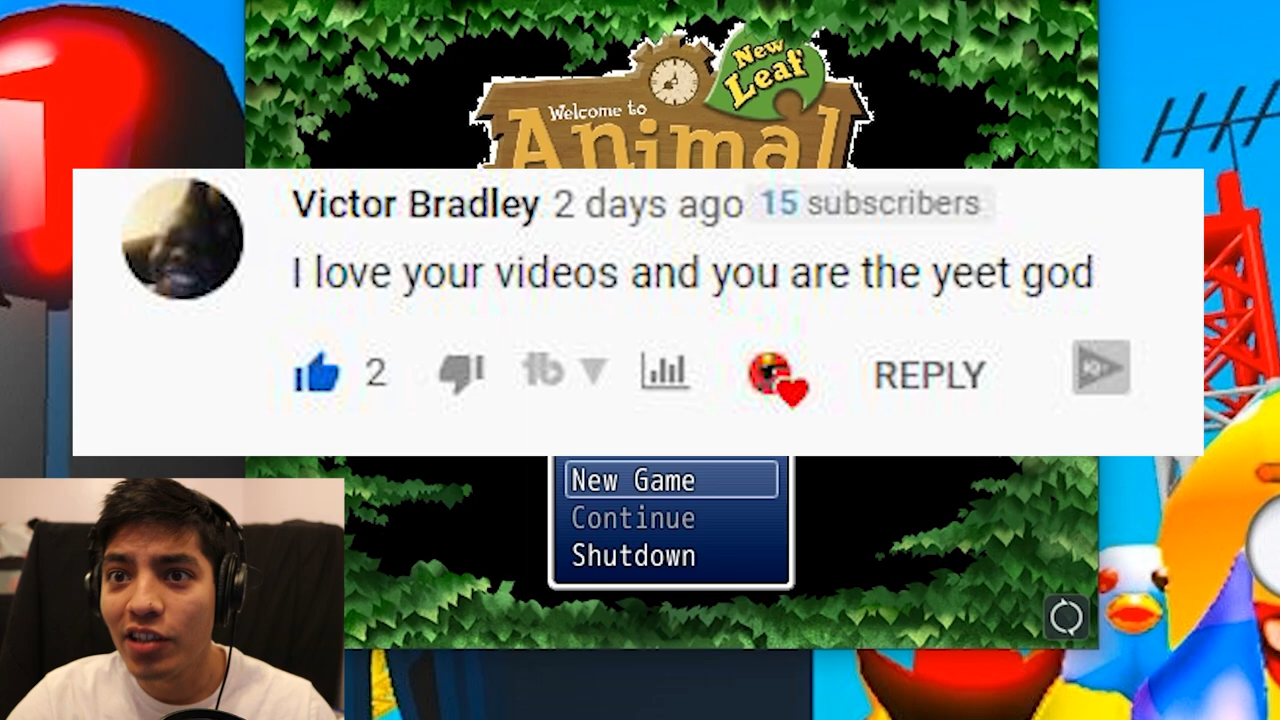 New
Leaf
Welcome to
Animal
Victor Bradley 2 days ago 15 subscribers
I love your videos and you are the yeet god
2
REPLY
New Game
Continue
Shutdown